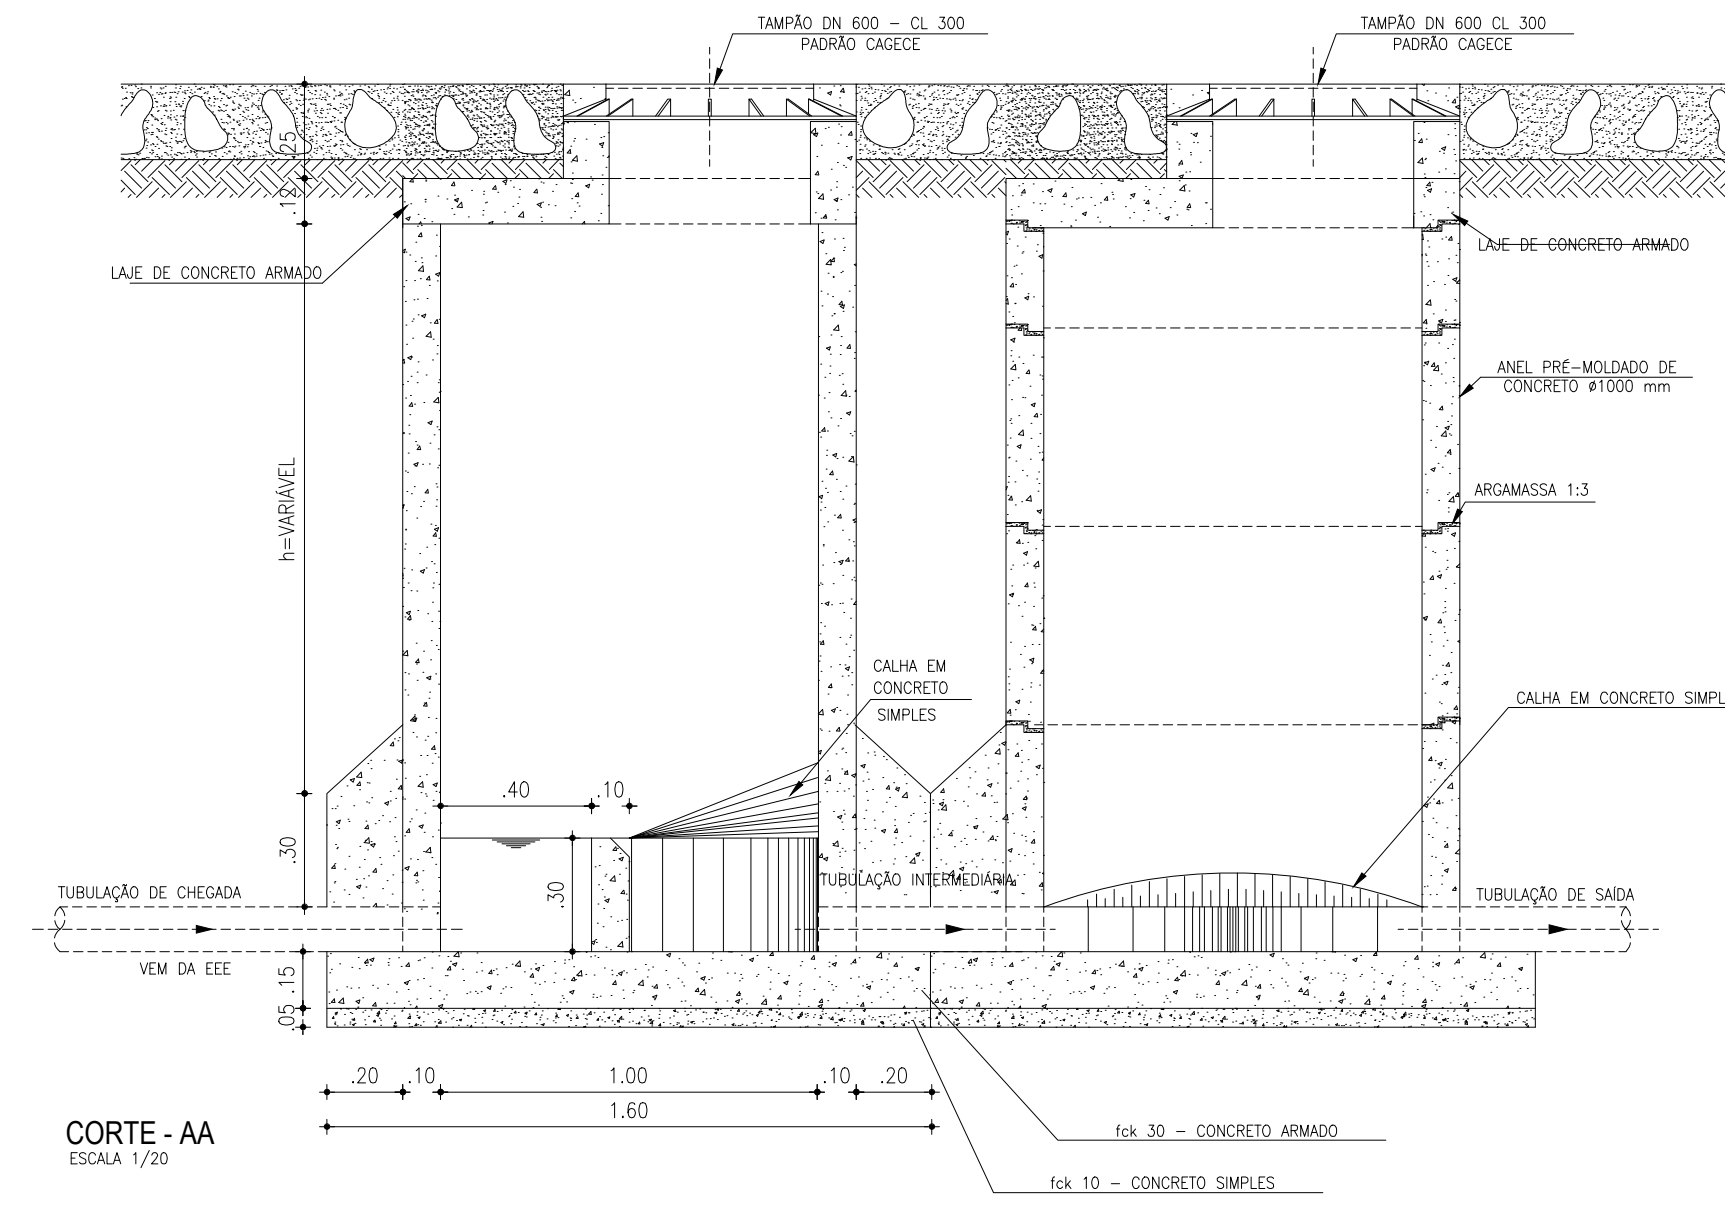 TAMPÃO DN 600 – CL 300
PADRÃO CAGECE
TAMPÃO DN 600 CL 300
PADRÃO CAGECE
.25
.12
LAJE DE CONCRETO ARMADO
LAJE DE CONCRETO ARMADO
ANEL PRÉ–MOLDADO DE
CONCRETO ø1000 mm
h=VARIÁVEL
ARGAMASSA 1:3
CALHA EM
CONCRETO
SIMPLES
CALHA EM CONCRETO SIMPL
.40
.10
.30
.30
TUBULAÇÃO DE CHEGADA
TUBULAÇÃO INTERMEDIÁRIA
TUBULAÇÃO DE SAÍDA
VEM DA EEE
.15
.05
.20
.10
1.00
.10
.20
1.60
CORTE - AA
ESCALA 1/20
fck 30 – CONCRETO ARMADO
fck 10 – CONCRETO SIMPLES